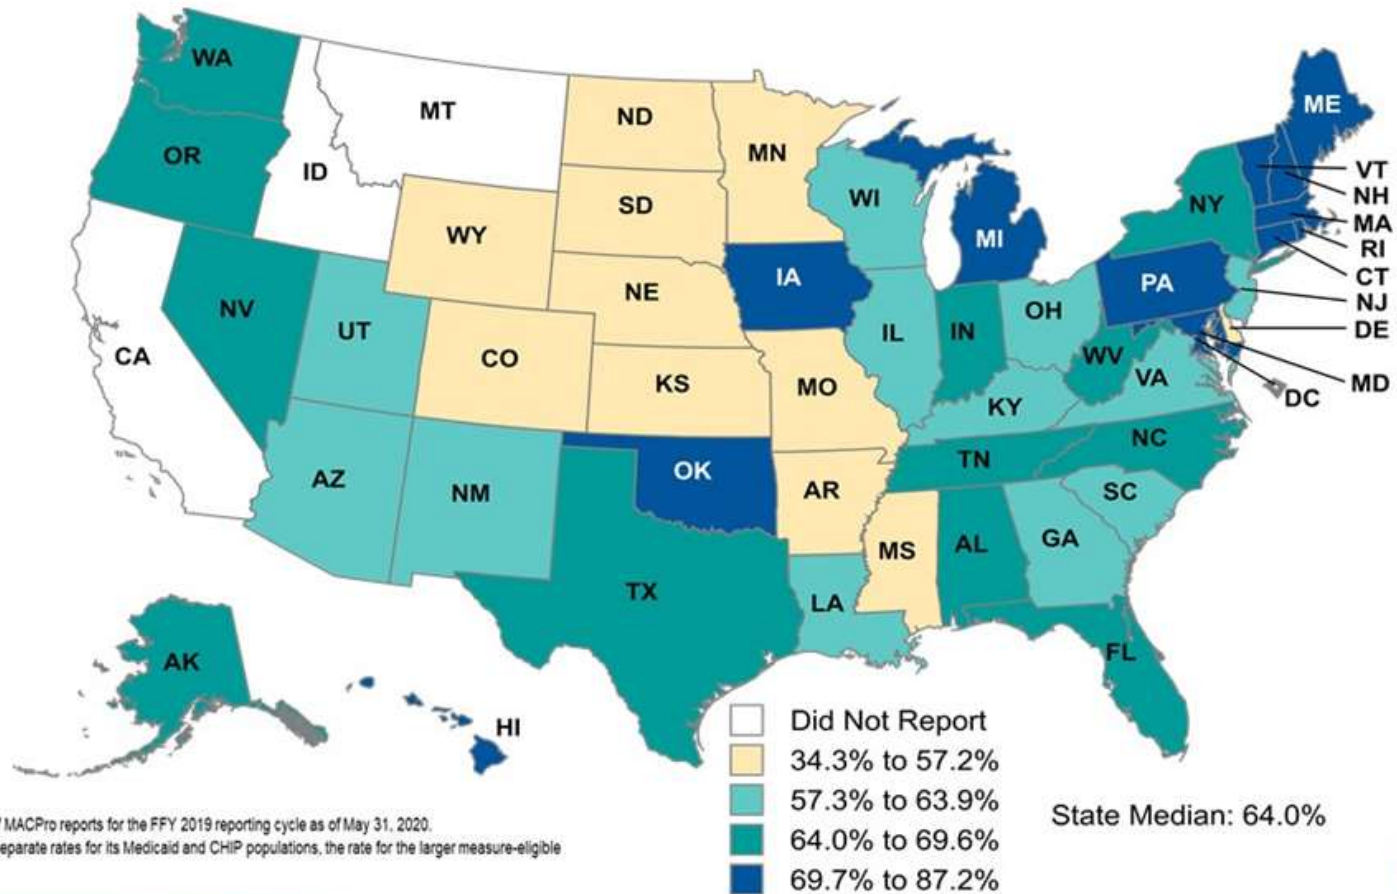 WA
MT
ND
MN
ME
OR
ID
SD
WI
MI
NY
VT
NH
MA
RI
CT
NJ
DE
MD
DC
WY
NE
IA
PA
NV
UT
CO
KS
MO
IL
IN
OH
WV
VA
KY
CA
AZ
NM
OK
AR
TN
NC
SC
MS
AL
GA
TX
LA
FL
AK
HI
Did Not Report
34.3% to 57.2%
57.3% to 63.9%
64.0% to 69.6%
69.7% to 87.2%
State Median: 64.0%
MACPro reports for the FFY 2019 reporting cycle as of May 31, 2020.
eparate rates for its Medicaid and CHIP populations, the rate for the larger measure-eligible